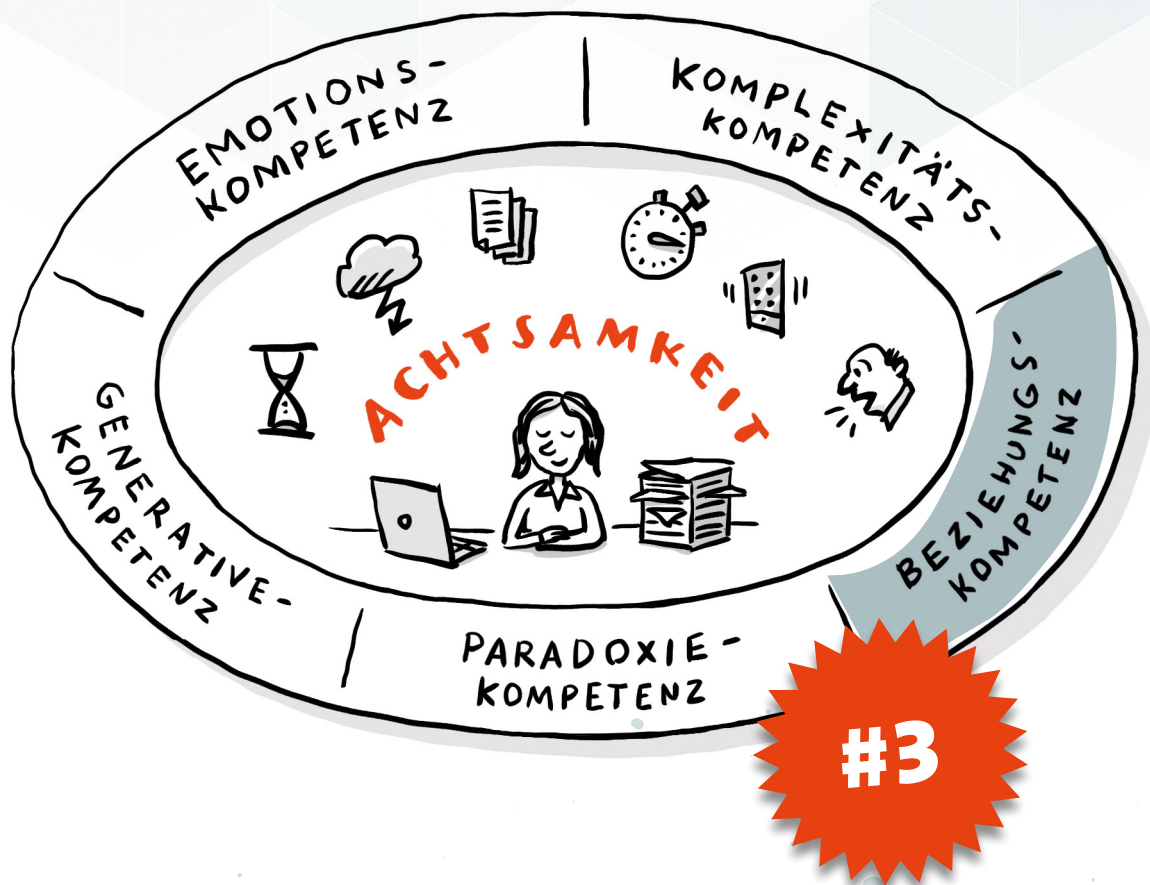 EMOTIONS-
KOMPETENZ
KOMPLEXITÄTS-
KOMPETENZ
BEZIEHUNGS-
KOMPETENZ
PARADOXIE-
KOMPETENZ
GENERATIVE-
KOMPETENZ
ACHTSAMKEIT
#3